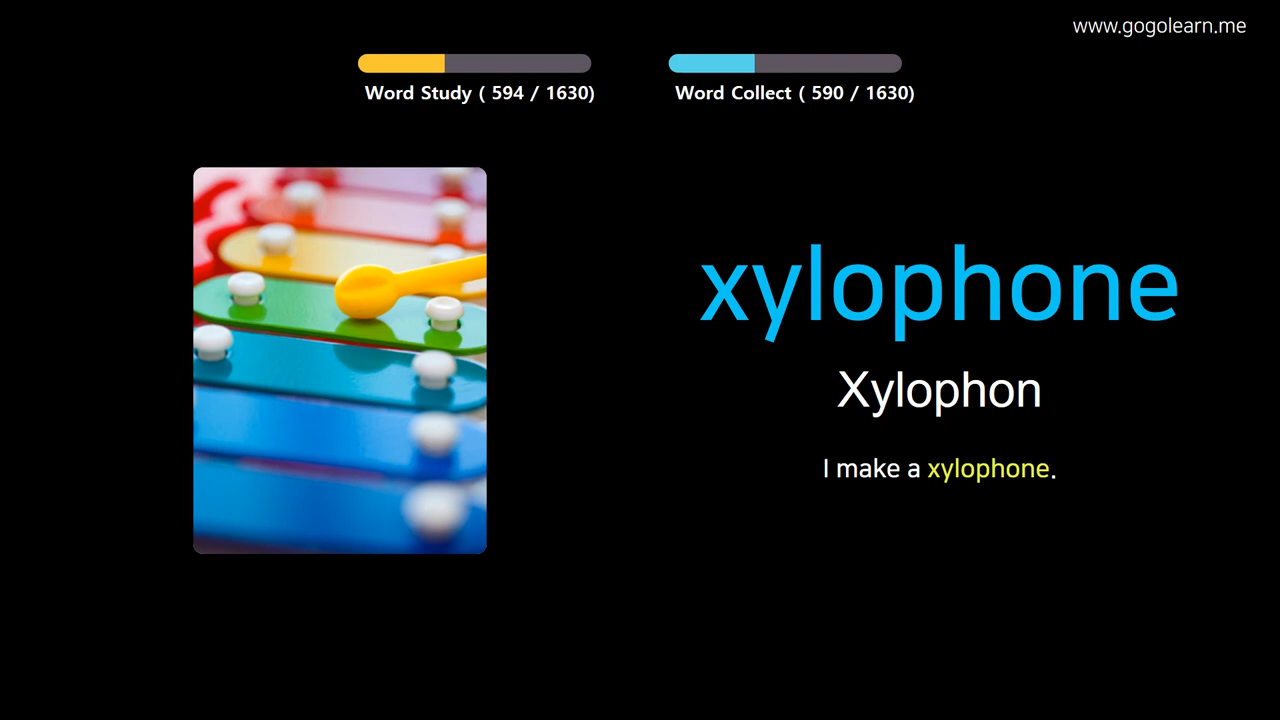 www.gogolearn.me
Word Study ( 594 / 1630)
Word Collect ( 590 / 1630)
xylophone
Xylophon
I make a xylophone.